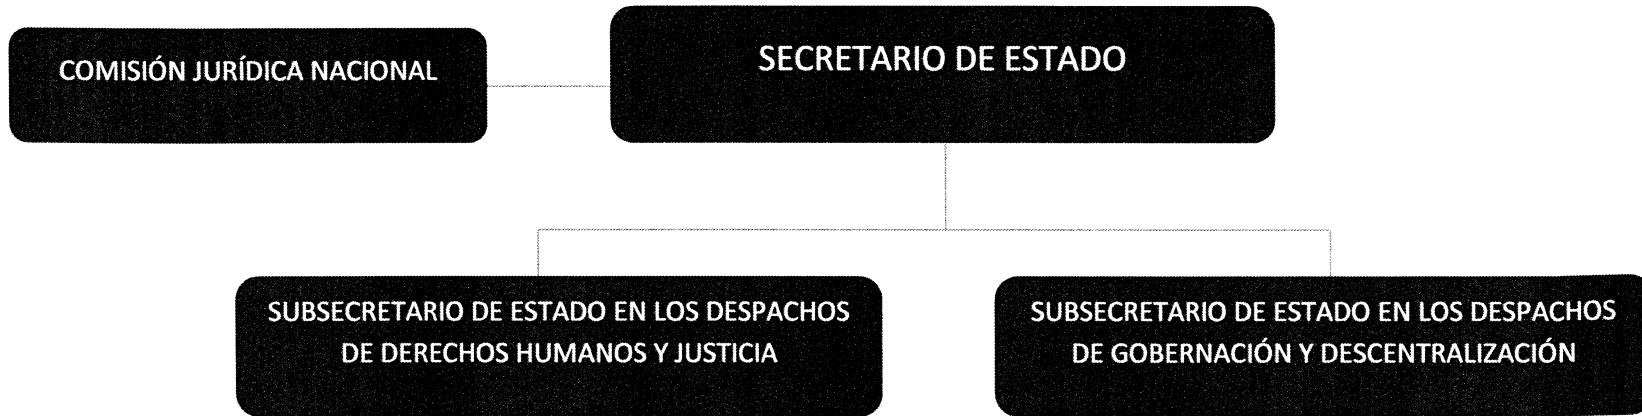 COMISIÓN JURÍDICA NACIONAL
SECRETARIO DE ESTADO
SUBSECRETARIO DE ESTADO EN LOS DESPACHOS
DE DERECHOS HUMANOS Y JUSTICIA
SUBSECRETARIO DE ESTADO EN LOS DESPACHOS
DE GOBERNACIÓN Y DESCENTRALIZACIÓN